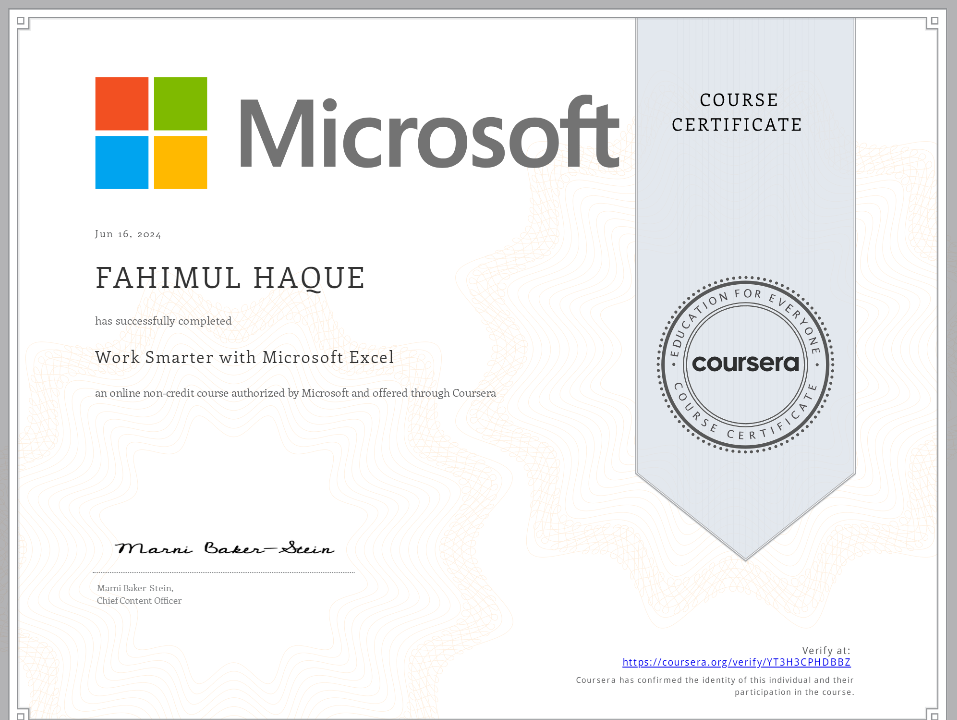 Microsoft
COURSE
CERTIFICATE
Jun 16, 2024
FAHIMUL HAQUE
has successfully completed
Work Smarter with Microsoft Excel
an online non-credit course authorized by Microsoft and offered through Coursera
EDUCATION FOR EVERYONE
coursera
COURSE CERTIFICATE
Marni Baker-Stein
Marni Baker Stein,
Chief Content Officer
Verify at:
https://coursera.org/verify/YT3H3CPHDBBZ
Coursera has confirmed the identity of this individual and their
participation in the course.